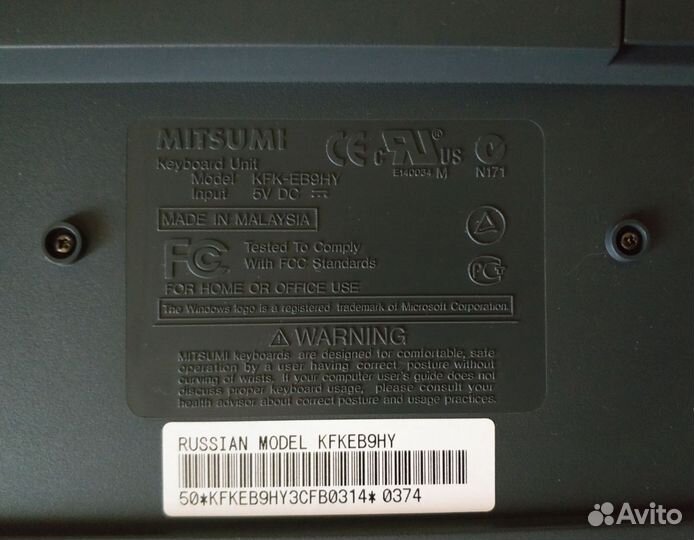 MITSUMI
Keyboard Unit
Model KFK-EB9HY
Input 5V DC
CE c UR US
E140034 M
N171
MADE IN MALAYSIA
FC
Tested To Comply
With FCC Standards
FOR HOME OR OFFICE USE
The Windows logo is a registered trademark of Microsoft Corporation.
WARNING
MITSUMI keyboards are designed for comfortable, safe
operation by a user having correct posture without
curving of wrists. If your computer user's guide does not
discuss proper keyboard usage, please consult your
health advisor about correct posture and usage practices.
RUSSIAN MODEL KFKEB9HY
50*KFKEB9HY3CFB0314* 0374
Avito